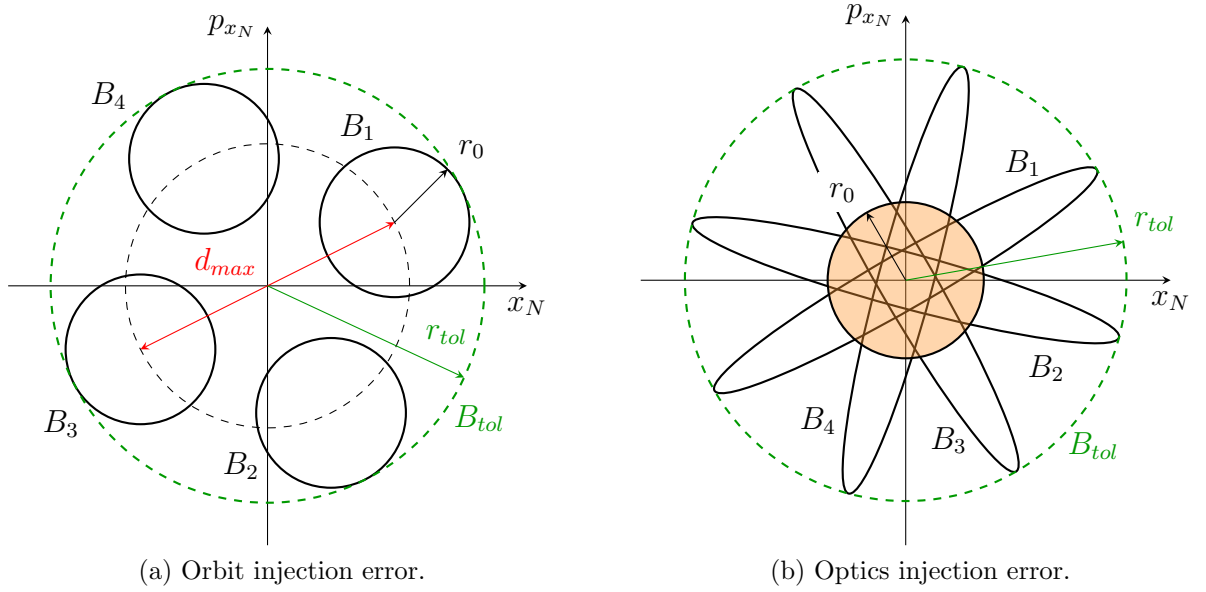 p_{x_N}
B_4
B_1
r_0
d_{max}
x_N
r_{tol}
B_3
B_2
B_{tol}
(a) Orbit injection error.
p_{x_N}
B_1
r_0
r_{tol}
x_N
B_2
B_4
B_3
B_{tol}
(b) Optics injection error.